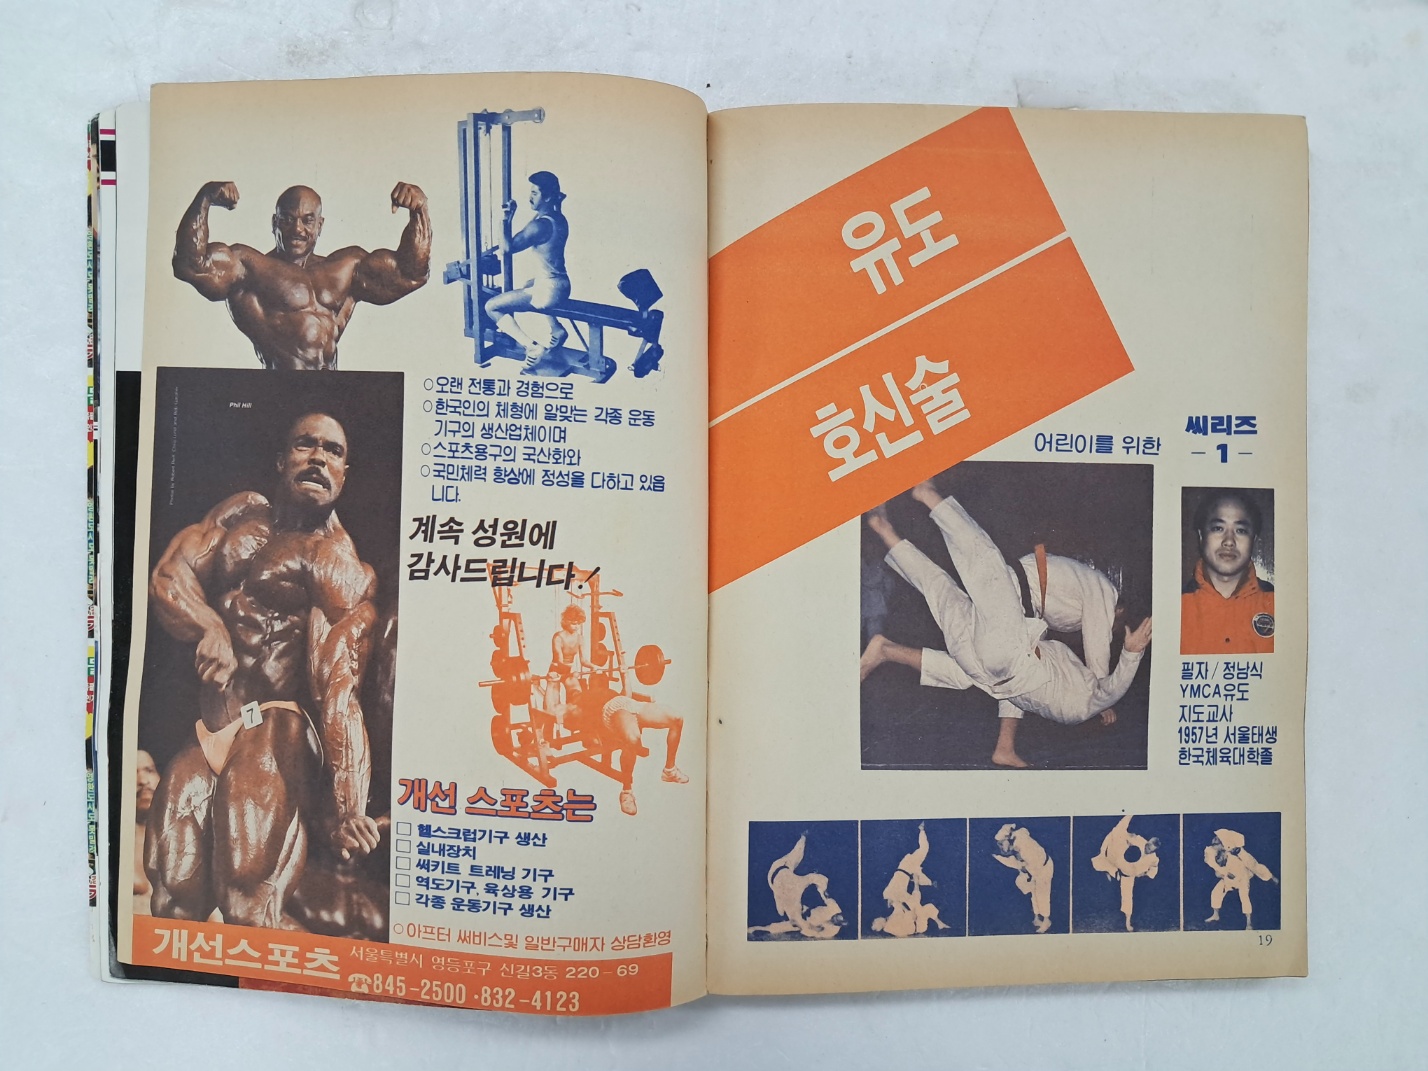 Phil Hill
7
○오랜 전통과 경험으로
○한국인의 체형에 알맞는 각종 운동
기구의 생산업체이며
○스포츠용구의 국산화와
○국민체력 향상에 정성을 다하고 있읍
니다.
계속 성원에
감사드립니다!
개선 스포츠는
□ 헬스크럽기구 생산
□ 실내장치
□ 써키트 트레닝 기구
□ 역도기구, 육상용 기구
□ 각종 운동기구 생산
○아프터 써비스및 일반구매자 상담환영
개선스포츠 서울특별시 영등포구 신길3동 220-69
☎845-2500 ·832-4123
유도
호신술
어린이를 위한
씨리즈
-1-
필자/정남식
YMCA유도
지도교사
1957년 서울태생
한국체육대학졸
19